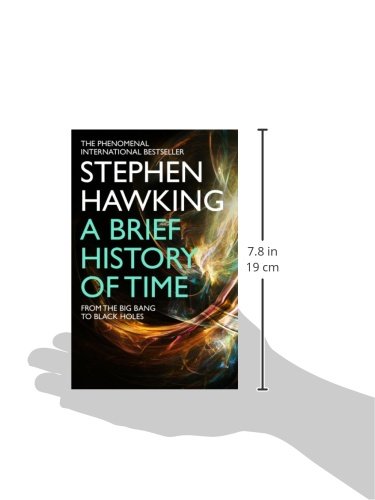 THE PHENOMENAL
INTERNATIONAL BESTSELLER
STEPHEN
HAWKING
A BRIEF
HISTORY
OF TIME
FROM THE BIG BANG
TO BLACK HOLES
7.8 in
19 cm